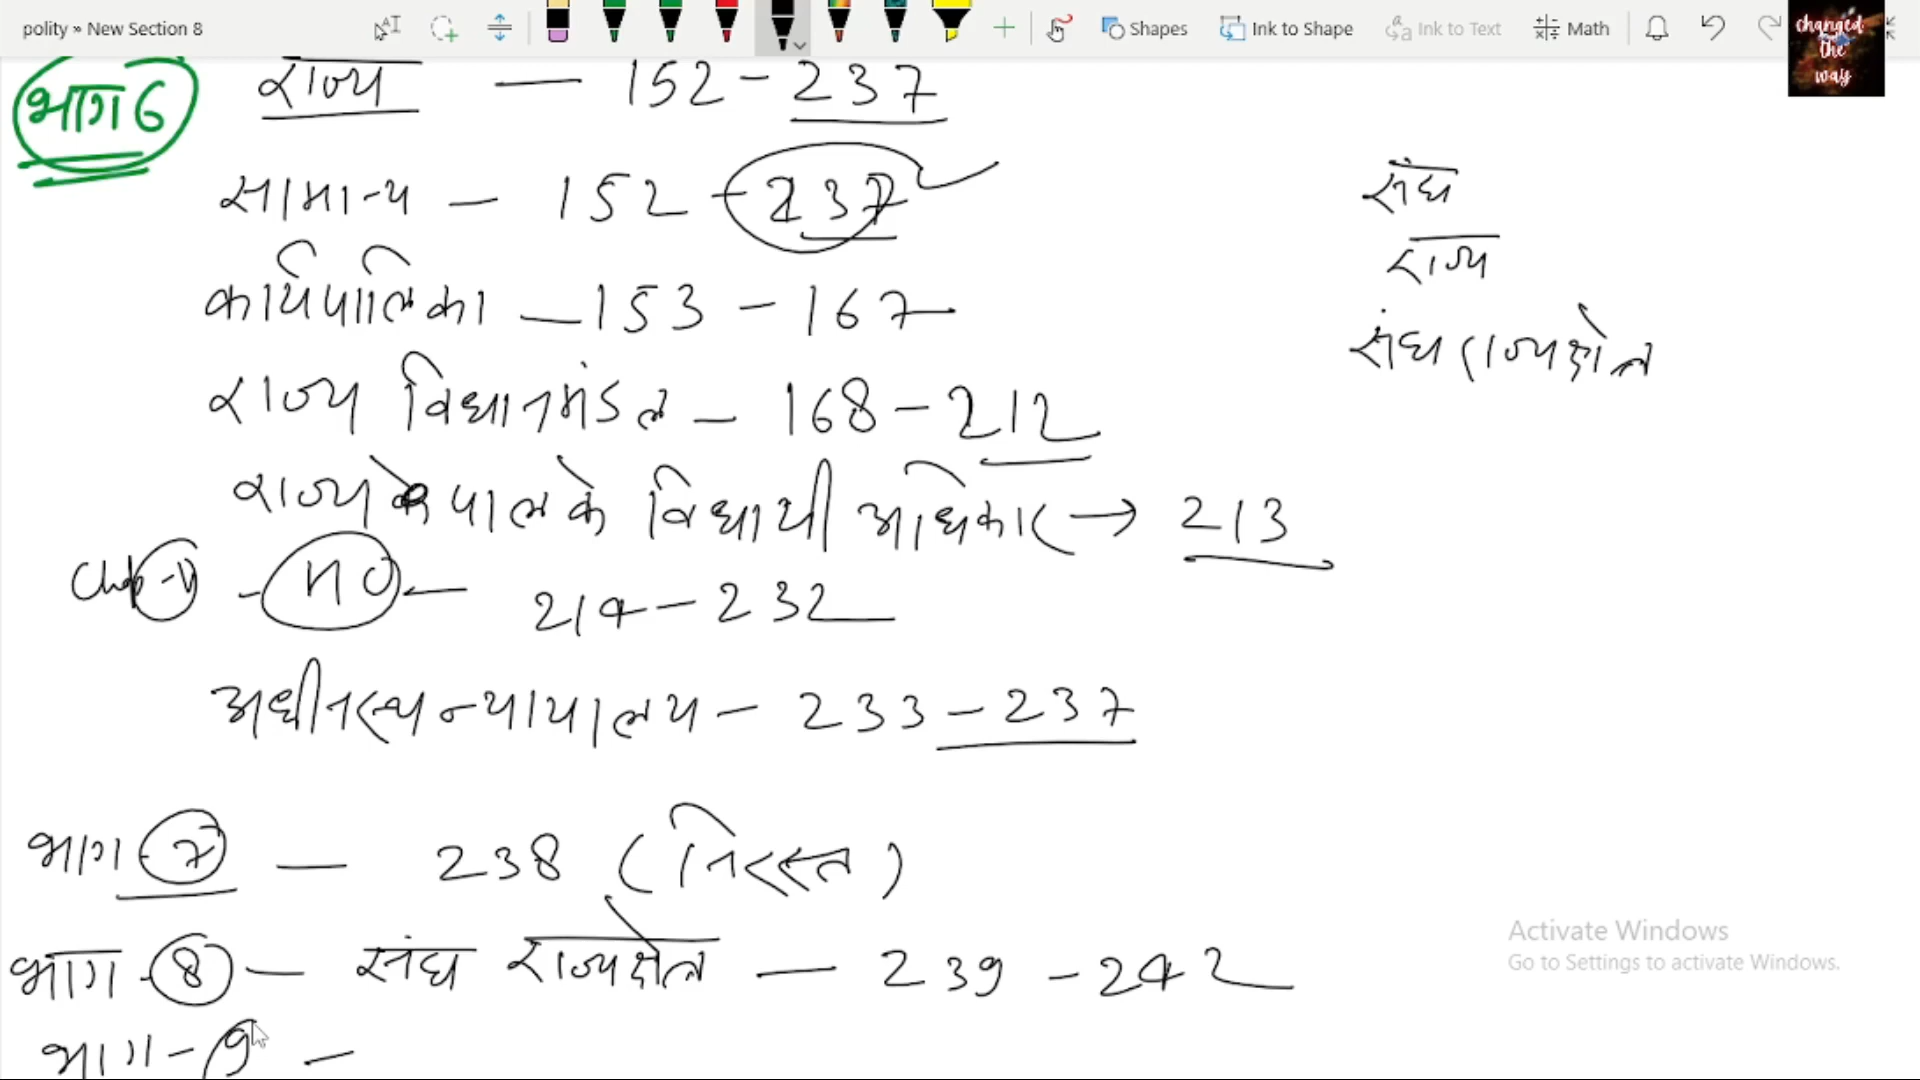 polity » New Section 8
Shapes
Ink to Shape
Ink to Text
Math
changed
the
way
भाग 6
राज्य — 152 - 237
सामान्य — 152 - 237
कार्यपालिका — 153 - 167
राज्य विधानमंडल — 168 - 212
राज्यपाल के विधायी अधिकार → 213
Chap-V - HC — 214 - 232
अधीनस्थ न्यायालय — 233 - 237
संघ
राज्य
संघ राज्यक्षेत्र
भाग 7 — 238 (निरस्त)
भाग - 8 — संघ राज्यक्षेत्र — 239 - 242
भाग - 9 —
Activate Windows
Go to Settings to activate Windows.